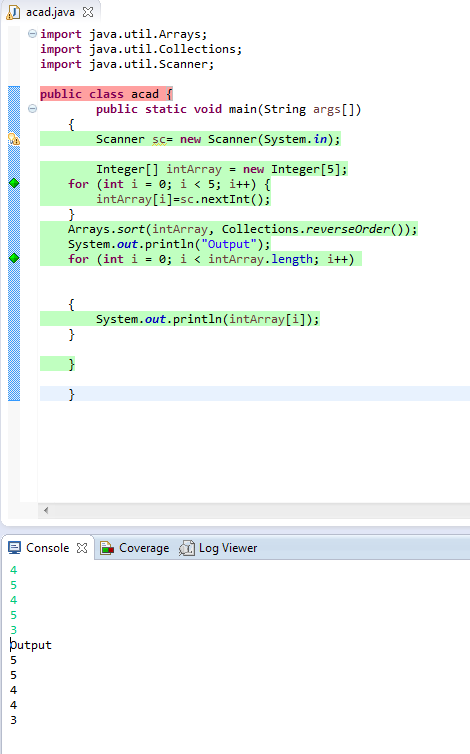 acad.java
import java.util.Arrays;
import java.util.Collections;
import java.util.Scanner;
public class acad {
public static void main(String args[])
{
Scanner sc= new Scanner(System.in);
Integer[] intArray = new Integer[5];
for (int i = 0; i < 5; i++) {
intArray[i]=sc.nextInt();
}
Arrays.sort(intArray, Collections.reverseOrder());
System.out.println("Output");
for (int i = 0; i < intArray.length; i++)
{
System.out.println(intArray[i]);
}
}
}
Console Coverage Log Viewer
4
5
4
5
3
Output
5
5
4
4
3